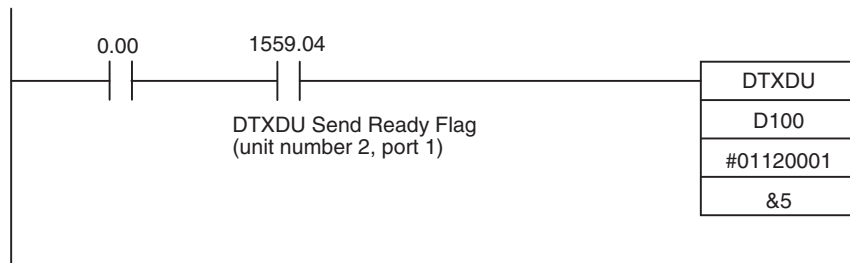 0.00
1559.04
DTXDU Send Ready Flag
(unit number 2, port 1)
DTXDU
D100
#01120001
&5